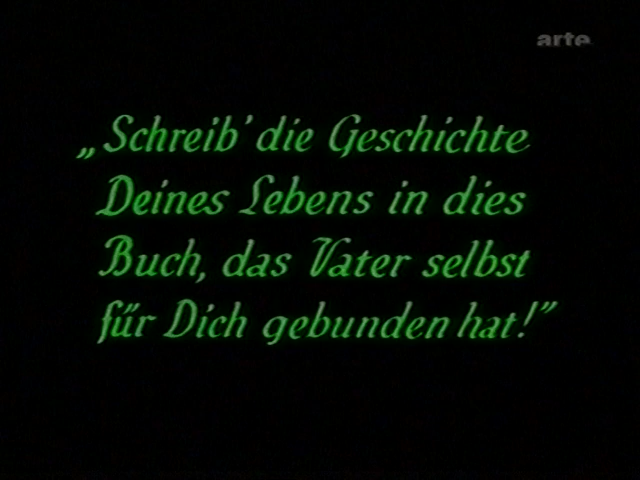 arte
„Schreib' die Geschichte
Deines Lebens in dies
Buch, das Vater selbst
für Dich gebunden hat!”